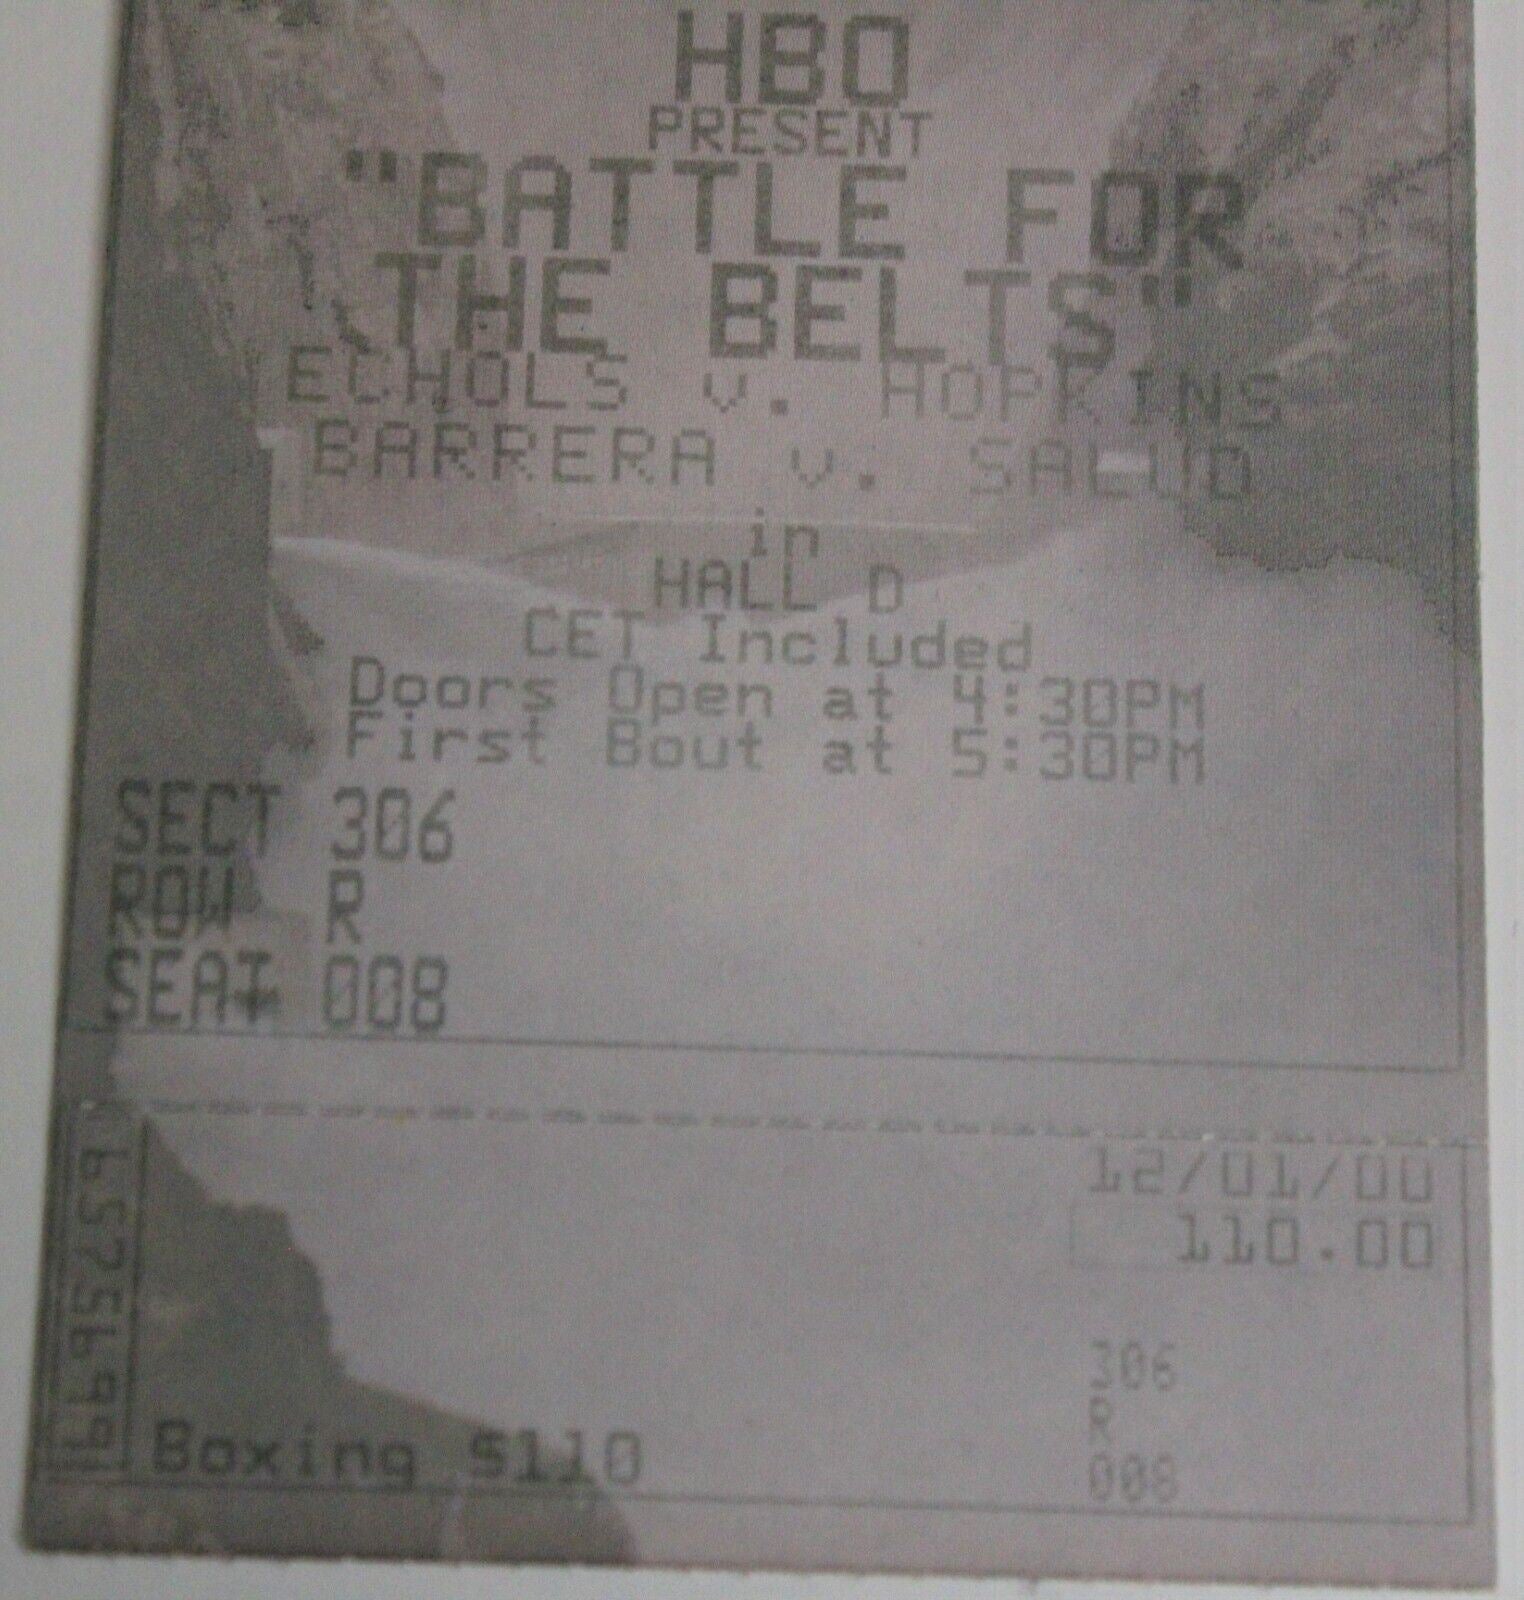 HBO
PRESENT
"BATTLE FOR
THE BELTS"
ECHOLS v. HOPKINS
BARRERA v. SALUD
in
HALL D
CET Included
Doors Open at 4:30PM
First Bout at 5:30PM
SECT 306
ROW R
SEAT 008
12/01/00
110.00
306
R
008
Boxing $110